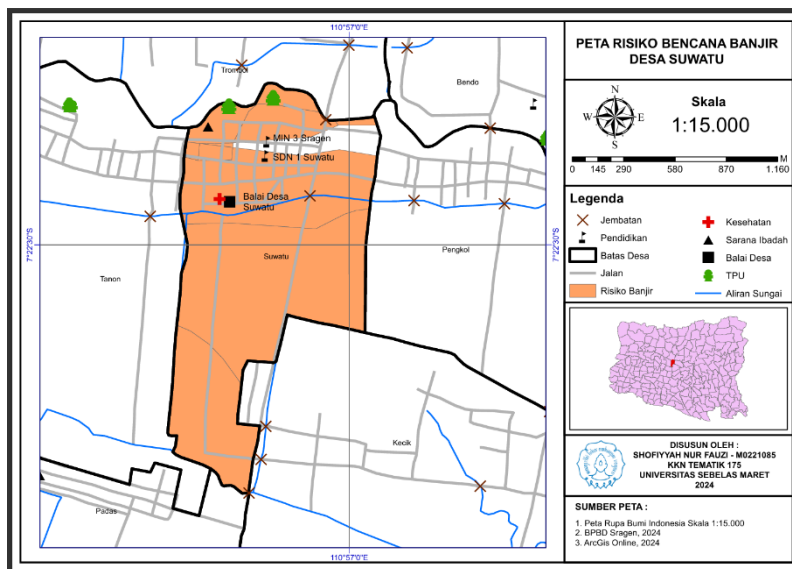 PETA RISIKO BENCANA BANJIR
DESA SUWATU
N
W
E
S
Skala
1:15.000
M
0 145 290 580 870 1.160
Legenda
Jembatan
Pendidikan
Batas Desa
Jalan
Risiko Banjir
Kesehatan
Sarana Ibadah
Balai Desa
TPU
Aliran Sungai
DISUSUN OLEH :
SHOFIYYAH NUR FAUZI - M0221085
KKN TEMATIK 175
UNIVERSITAS SEBELAS MARET
2024
SUMBER PETA :
1. Peta Rupa Bumi Indonesia Skala 1:15.000
2. BPBD Sragen, 2024
3. ArcGis Online, 2024
110°57'0"E
Bendo
MIN 3 Sragen
SDN 1 Suwatu
Balai Desa
Suwatu
7°22'30"S
7°22'30"S
Tanon
Suwatu
Pengkol
Kecik
Padas
110°57'0"E